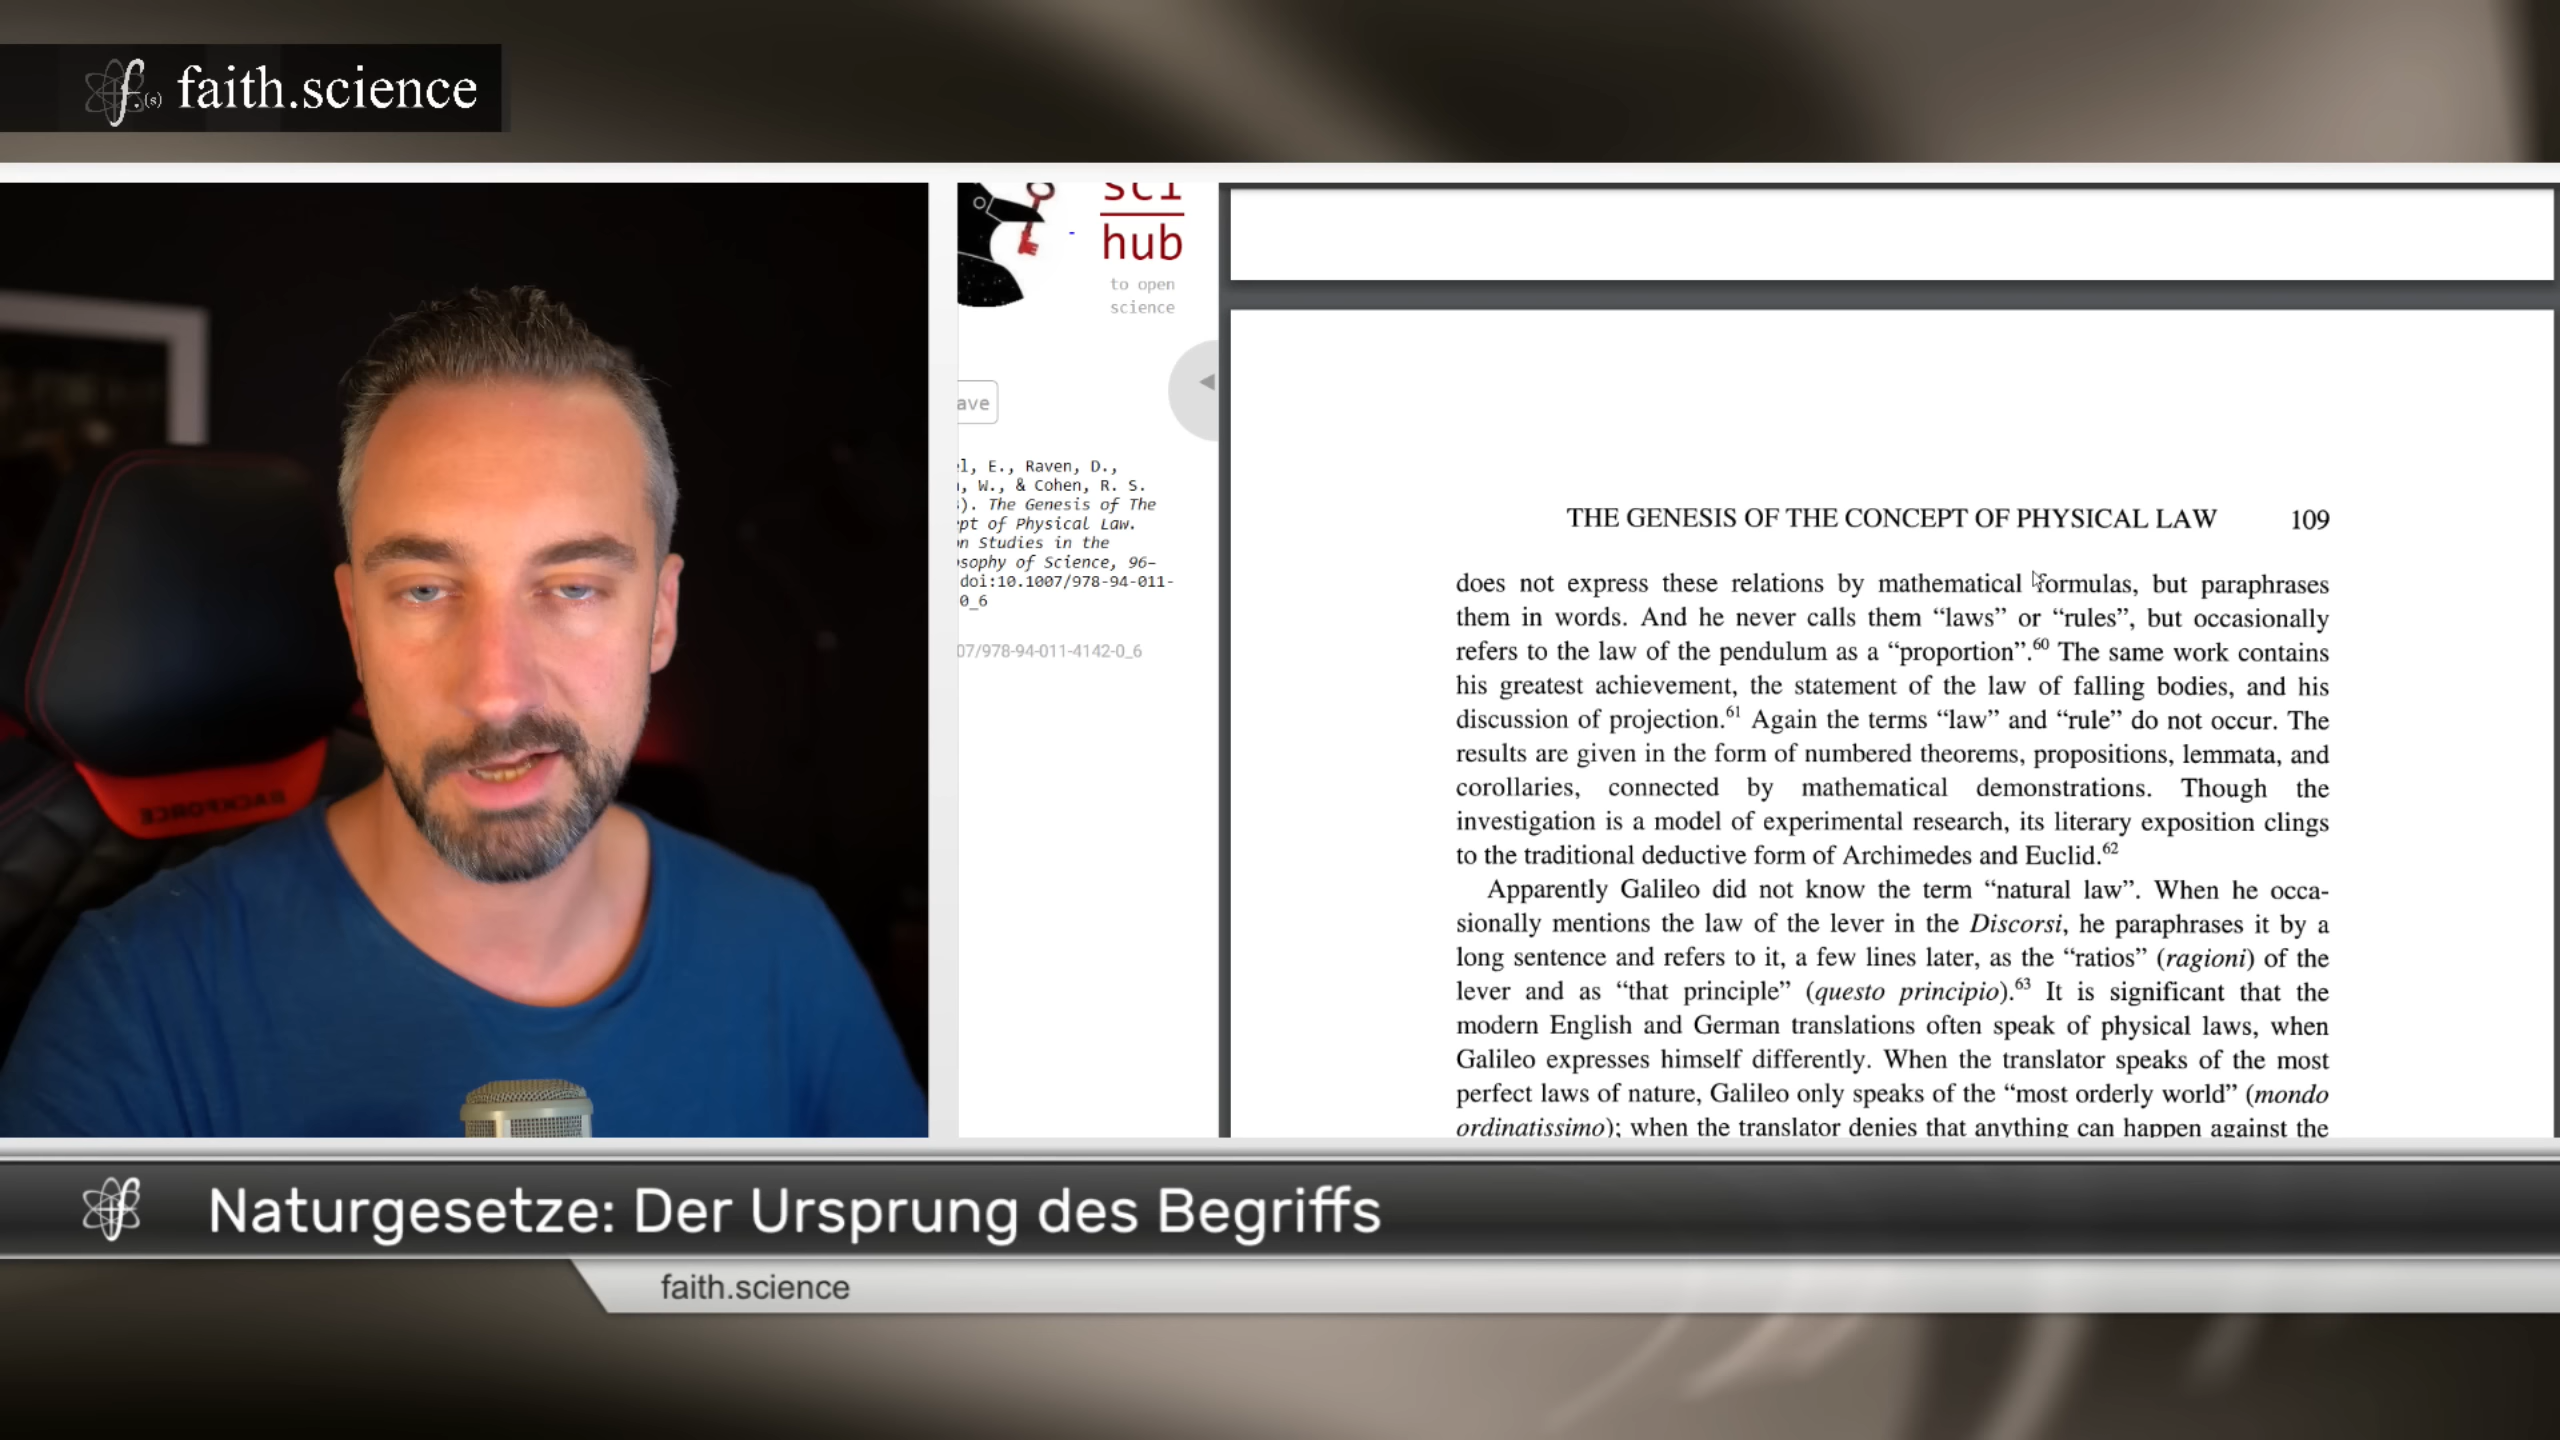 f(s) faith.science
sci
hub
to open
science
ave
el, E., Raven, D.,
, W., & Cohen, R. S.
). The Genesis of The
pt of Physical Law.
n Studies in the
sophy of Science, 96–
doi:10.1007/978-94-011-
0_6
07/978-94-011-4142-0_6
THE GENESIS OF THE CONCEPT OF PHYSICAL LAW 109
does not express these relations by mathematical formulas, but paraphrases
them in words. And he never calls them “laws” or “rules”, but occasionally
refers to the law of the pendulum as a “proportion”.60 The same work contains
his greatest achievement, the statement of the law of falling bodies, and his
discussion of projection.61 Again the terms “law” and “rule” do not occur. The
results are given in the form of numbered theorems, propositions, lemmata, and
corollaries, connected by mathematical demonstrations. Though the
investigation is a model of experimental research, its literary exposition clings
to the traditional deductive form of Archimedes and Euclid.62
Apparently Galileo did not know the term “natural law”. When he occa-
sionally mentions the law of the lever in the Discorsi, he paraphrases it by a
long sentence and refers to it, a few lines later, as the “ratios” (ragioni) of the
lever and as “that principle” (questo principio).63 It is significant that the
modern English and German translations often speak of physical laws, when
Galileo expresses himself differently. When the translator speaks of the most
perfect laws of nature, Galileo only speaks of the “most orderly world” (mondo
ordinatissimo); when the translator denies that anything can happen against the
BACKFORCE
Naturgesetze: Der Ursprung des Begriffs
faith.science